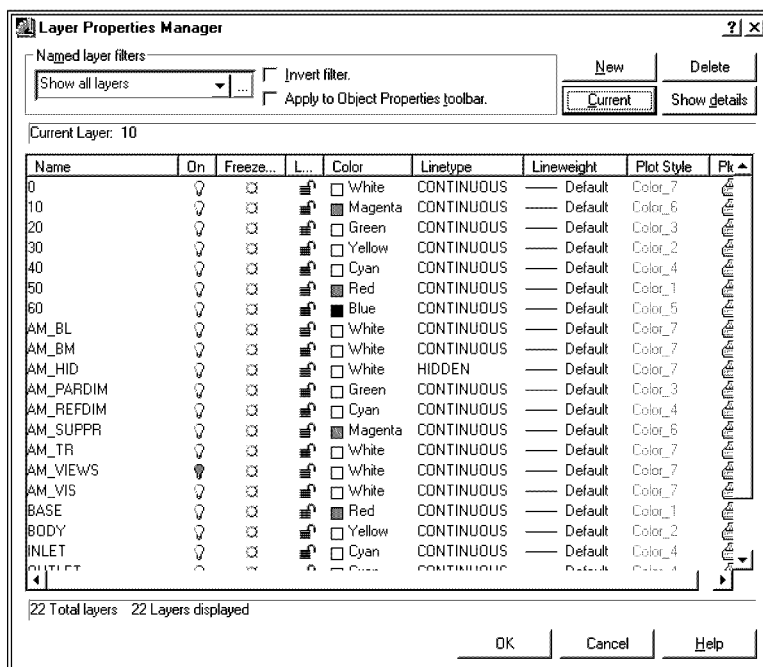 Layer Properties Manager
Named layer filters
Show all layers ...
Invert filter.
Apply to Object Properties toolbar.
New Delete
Current Show details
Current Layer: 10
Name On Freeze... L... Color Linetype Lineweight Plot Style
0 White CONTINUOUS Default Color_7
10 Magenta CONTINUOUS Default Color_6
20 Green CONTINUOUS Default Color_3
30 Yellow CONTINUOUS Default Color_2
40 Cyan CONTINUOUS Default Color_4
50 Red CONTINUOUS Default Color_1
60 Blue CONTINUOUS Default Color_5
AM_BL White CONTINUOUS Default Color_7
AM_BM White CONTINUOUS Default Color_7
AM_HID White HIDDEN Default Color_7
AM_PARDIM Green CONTINUOUS Default Color_3
AM_REFDIM Cyan CONTINUOUS Default Color_4
AM_SUPPR Magenta CONTINUOUS Default Color_6
AM_TR White CONTINUOUS Default Color_7
AM_VIEWS White CONTINUOUS Default Color_7
AM_VIS White CONTINUOUS Default Color_7
BASE Red CONTINUOUS Default Color_1
BODY Yellow CONTINUOUS Default Color_2
INLET Cyan CONTINUOUS Default Color_4
22 Total layers 22 Layers displayed
OK Cancel Help